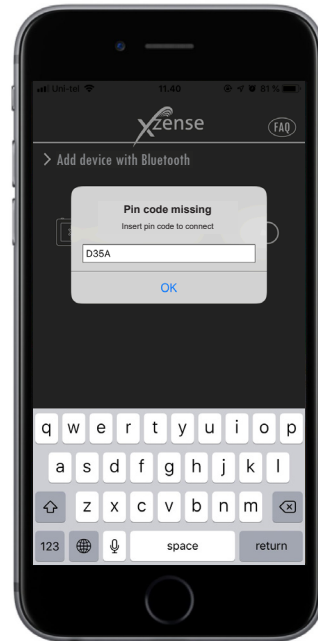 Uni-tel 11.40 81 %
xzense
FAQ
> Add device with Bluetooth
Pin code missing
Insert pin code to connect
D35A
OK
q w e r t y u i o p
a s d f g h j k l
z x c v b n m
123 space return